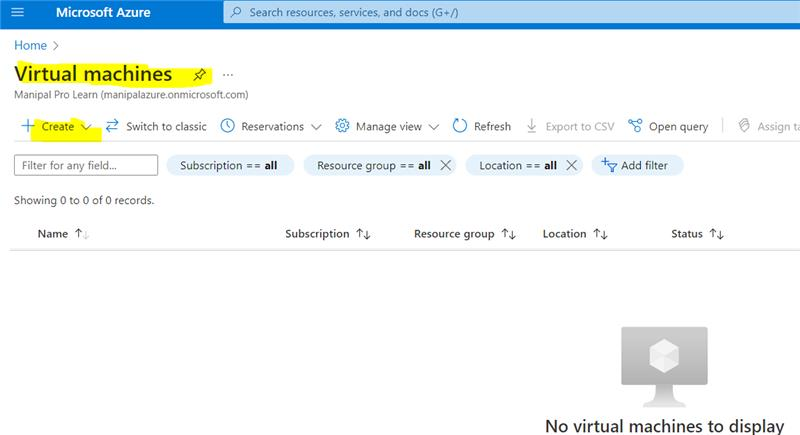 Microsoft Azure
Search resources, services, and docs (G+/)
Home >
Virtual machines
...
Manipal Pro Learn (manipalazure.onmicrosoft.com)
+ Create Switch to classic Reservations Manage view Refresh Export to CSV Open query Assign ta
Filter for any field... Subscription == all Resource group == all Location == all Add filter
Showing 0 to 0 of 0 records.
Name ↑↓ Subscription ↑↓ Resource group ↑↓ Location ↑↓ Status ↑↓
No virtual machines to display